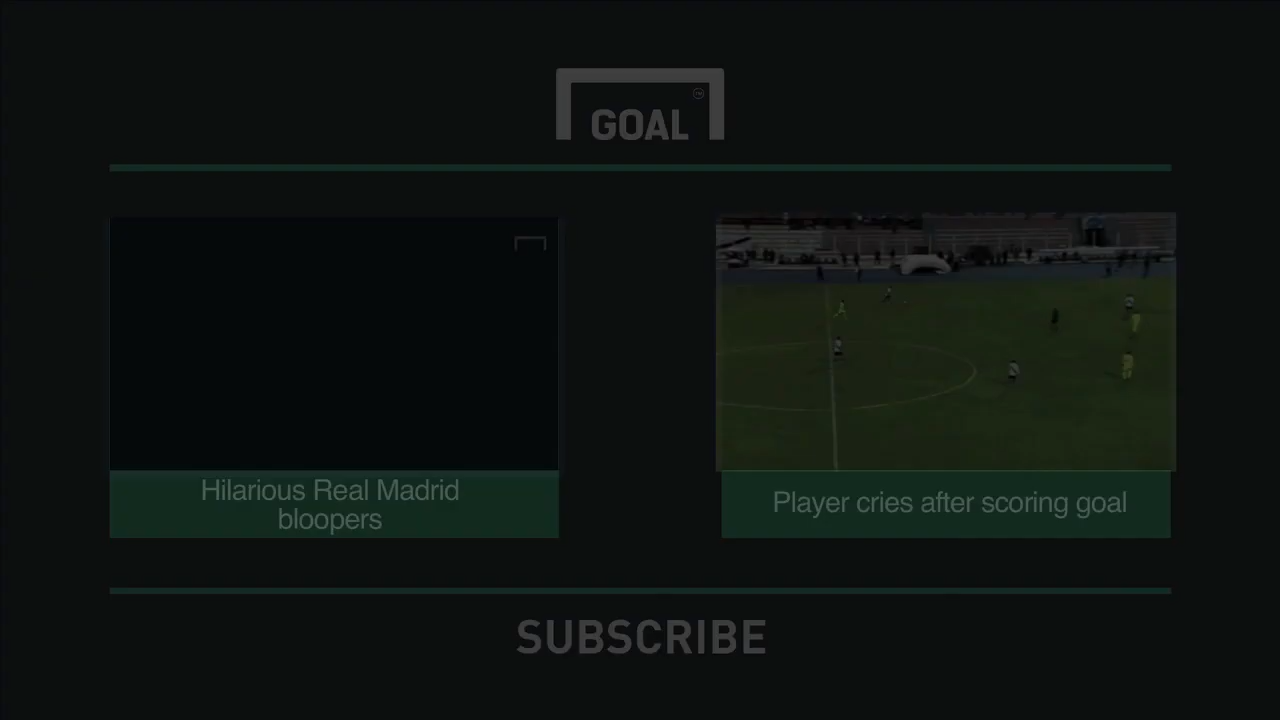 GOAL
Hilarious Real Madrid
bloopers
Player cries after scoring goal
SUBSCRIBE